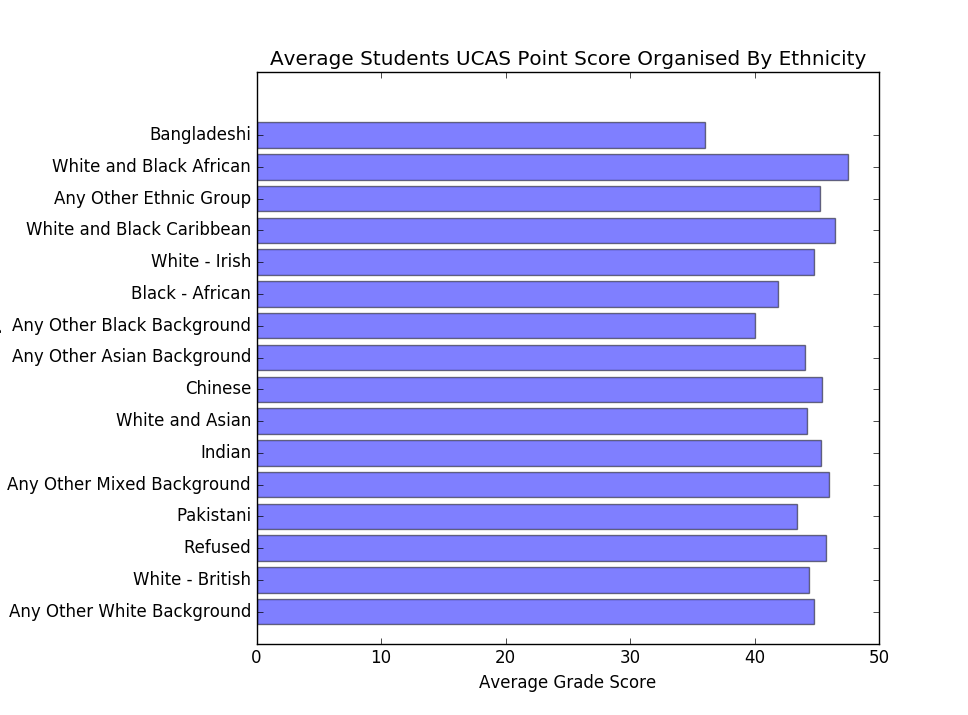 Average Students UCAS Point Score Organised By Ethnicity
Bangladeshi
White and Black African
Any Other Ethnic Group
White and Black Caribbean
White - Irish
Black - African
Any Other Black Background
Any Other Asian Background
Chinese
White and Asian
Indian
Any Other Mixed Background
Pakistani
Refused
White - British
Any Other White Background
0 10 20 30 40 50
Average Grade Score